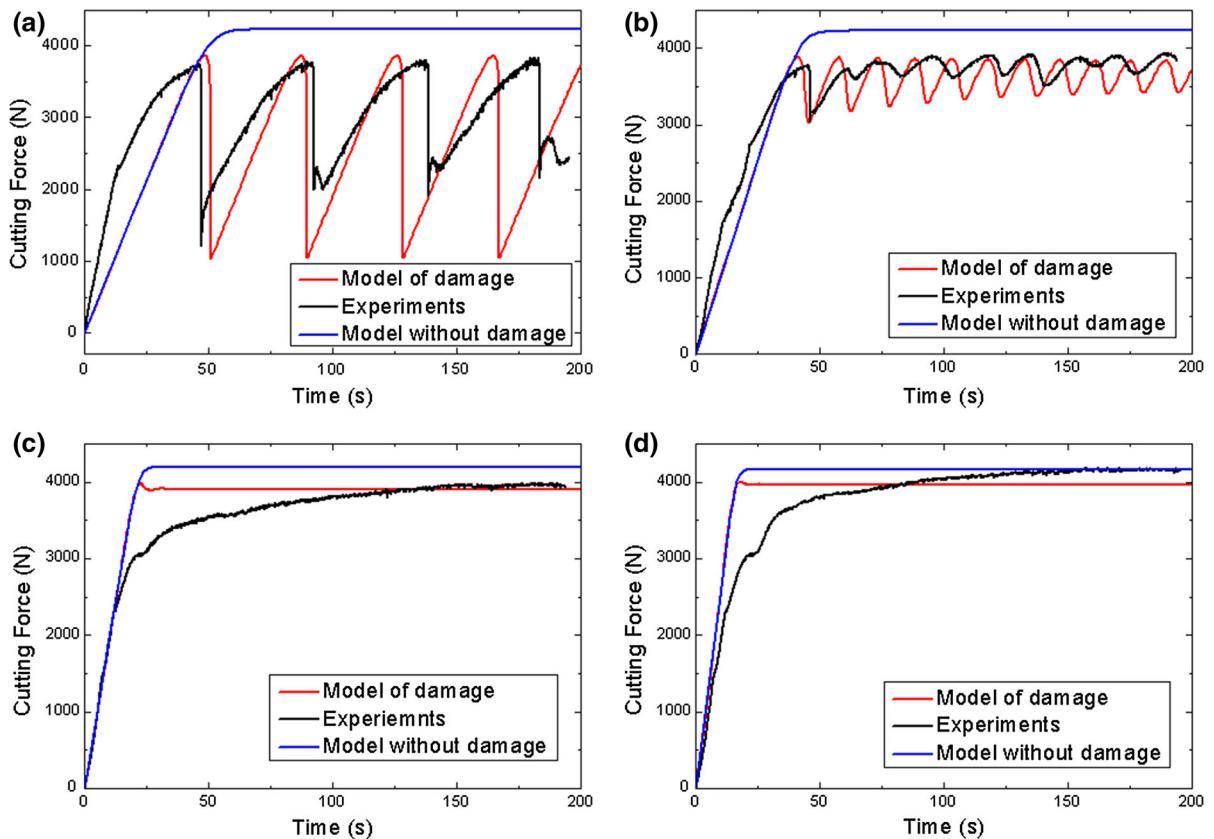 (a)
Cutting Force (N)
4000
3000
2000
1000
0
Model of damage
Experiments
Model without damage
0 50 100 150 200
Time (s)
(b)
Cutting Force (N)
4000
3000
2000
1000
0
Model of damage
Experiments
Model without damage
0 50 100 150 200
Time (s)
(c)
Cutting Force (N)
4000
3000
2000
1000
0
Model of damage
Experiemnts
Model without damage
0 50 100 150 200
Time (s)
(d)
Cutting Force (N)
4000
3000
2000
1000
0
Model of damage
Experiments
Model without damage
0 50 100 150 200
Time (s)